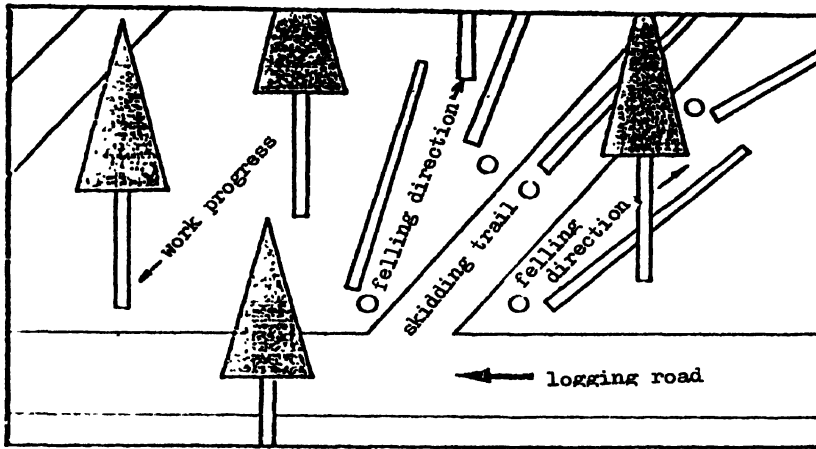 work progress
felling direction
skidding trail
felling
direction
logging road